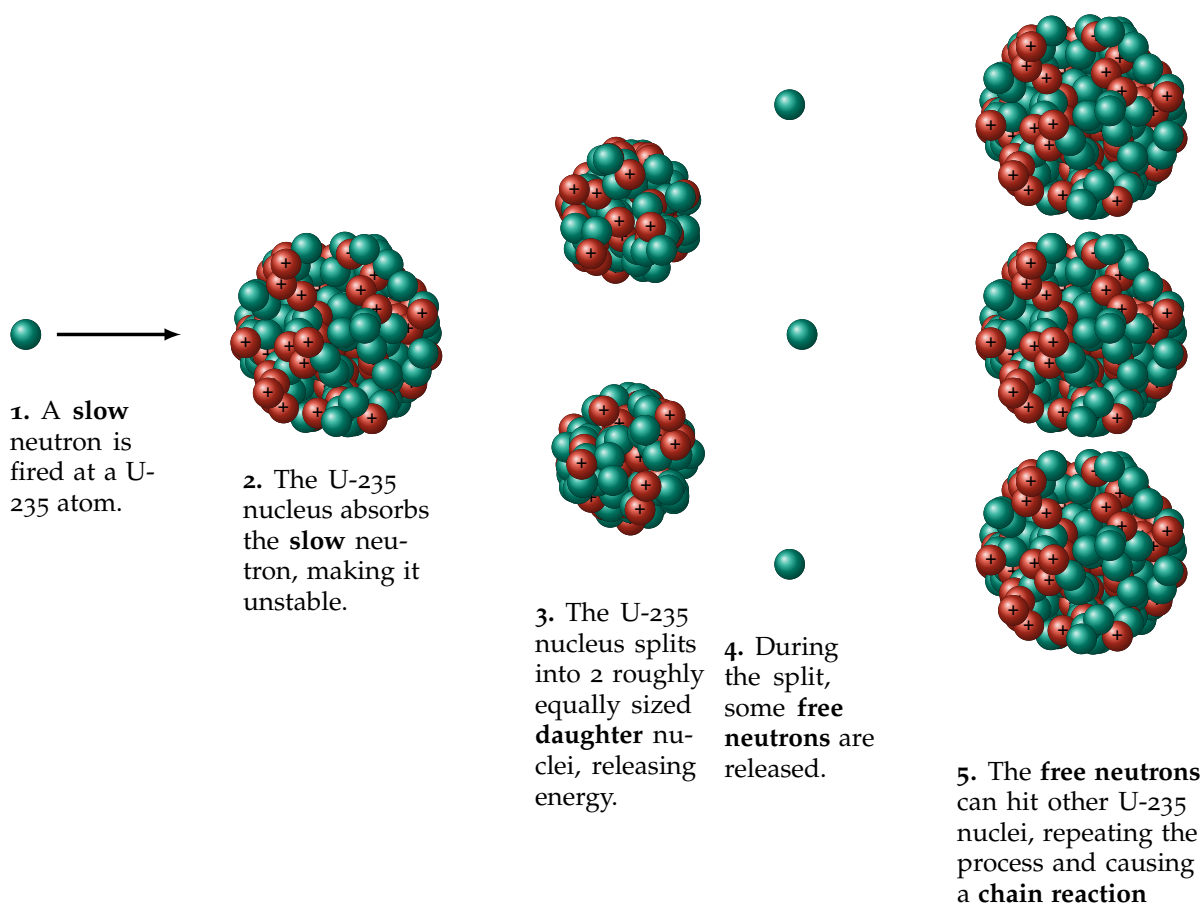 1. A slow
neutron is
fired at a U-
235 atom.
2. The U-235
nucleus absorbs
the slow neu-
tron, making it
unstable.
3. The U-235
nucleus splits
into 2 roughly
equally sized
daughter nu-
clei, releasing
energy.
4. During
the split,
some free
neutrons are
released.
5. The free neutrons
can hit other U-235
nuclei, repeating the
process and causing
a chain reaction